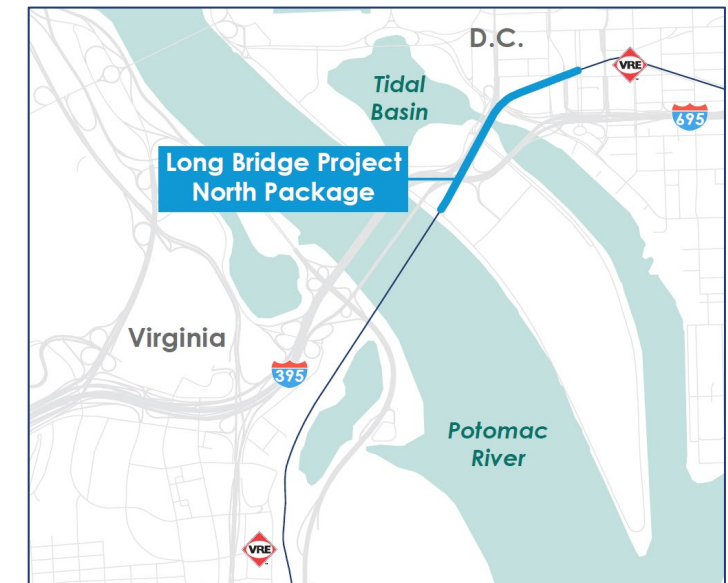 D.C.
VRE
Tidal
Basin
695
Long Bridge Project
North Package
Virginia
395
Potomac
River
VRE